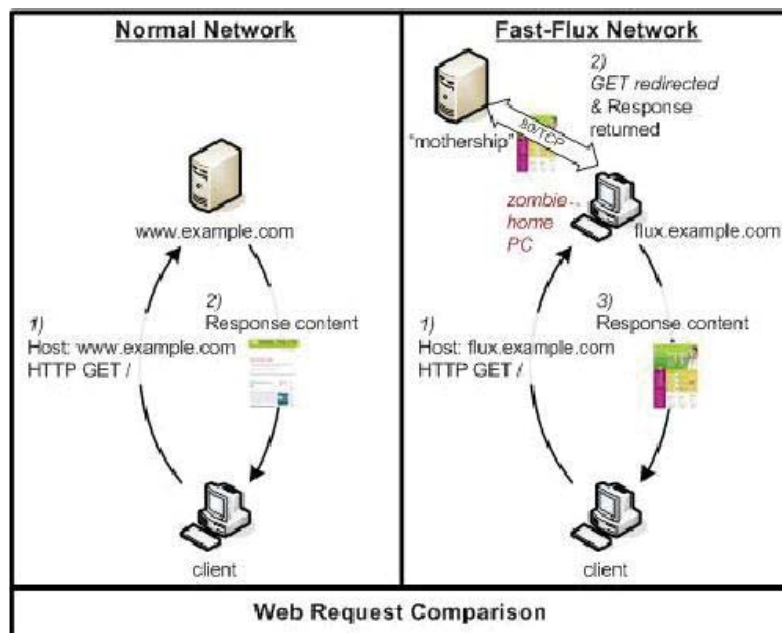 Normal Network
www.example.com
1)
Host: www.example.com
HTTP GET /
2)
Response content
client
Fast-Flux Network
"mothership"
80/TCP
2)
GET redirected
& Response
returned
zombie
home
PC
flux.example.com
1)
Host: flux.example.com
HTTP GET /
3)
Response content
client
Web Request Comparison